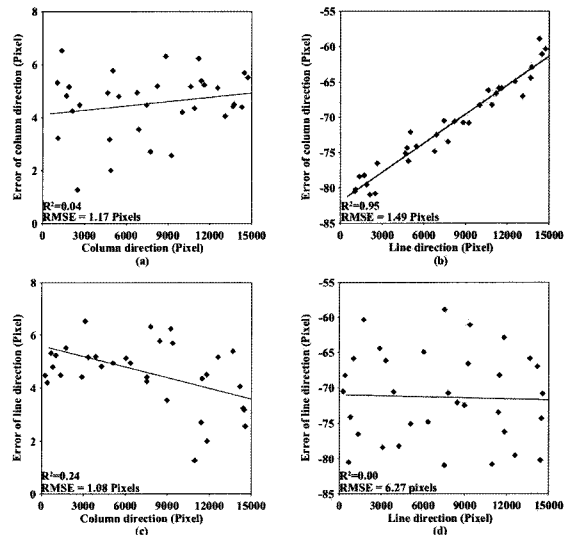 8
6
4
2
0
Error of column direction (Pixel)
R²=0.04
RMSE = 1.17 Pixels
0 3000 6000 9000 12000 15000
Column direction (Pixel)
(a)
-55
-60
-65
-70
-75
-80
-85
Error of column direction (Pixel)
R²=0.95
RMSE = 1.49 Pixels
0 3000 6000 9000 12000 15000
Line direction (Pixel)
(b)
8
6
4
2
0
Error of line direction (Pixel)
R²=0.24
RMSE = 1.08 Pixels
0 3000 6000 9000 12000 15000
Column direction (Pixel)
(c)
-55
-60
-65
-70
-75
-80
-85
Error of line direction (Pixel)
R²=0.00
RMSE = 6.27 pixels
0 3000 6000 9000 12000 15000
Line direction (Pixel)
(d)